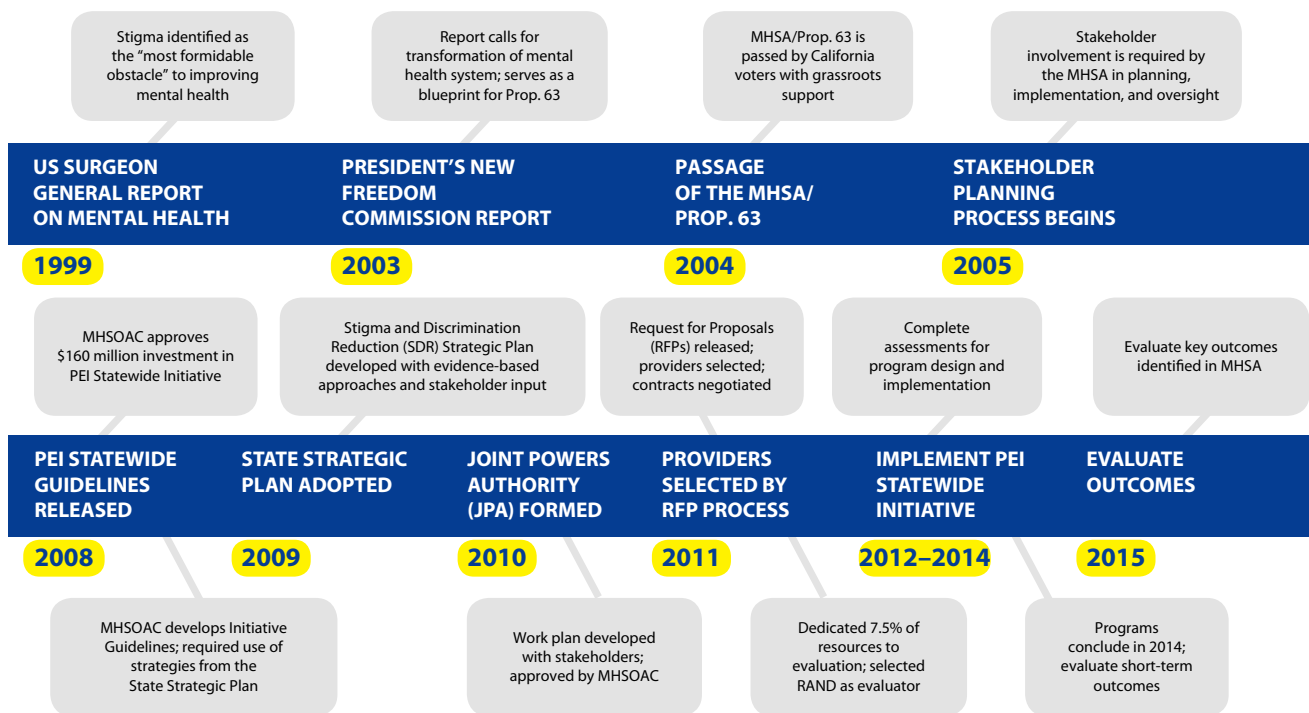 Stigma identified as
the “most formidable
obstacle” to improving
mental health
Report calls for
transformation of mental
health system; serves as a
blueprint for Prop. 63
MHSA/Prop. 63 is
passed by California
voters with grassroots
support
Stakeholder
involvement is required by
the MHSA in planning,
implementation, and oversight
US SURGEON
GENERAL REPORT
ON MENTAL HEALTH
PRESIDENT’S NEW
FREEDOM
COMMISSION REPORT
PASSAGE
OF THE MHSA/
PROP. 63
STAKEHOLDER
PLANNING
PROCESS BEGINS
1999
2003
2004
2005
MHSOAC approves
$160 million investment in
PEI Statewide Initiative
Stigma and Discrimination
Reduction (SDR) Strategic Plan
developed with evidence-based
approaches and stakeholder input
Request for Proposals
(RFPs) released;
providers selected;
contracts negotiated
Complete
assessments for
program design and
implementation
Evaluate key outcomes
identified in MHSA
PEI STATEWIDE
GUIDELINES
RELEASED
STATE STRATEGIC
PLAN ADOPTED
JOINT POWERS
AUTHORITY
(JPA) FORMED
PROVIDERS
SELECTED BY
RFP PROCESS
IMPLEMENT PEI
STATEWIDE
INITIATIVE
EVALUATE
OUTCOMES
2008
2009
2010
2011
2012–2014
2015
MHSOAC develops Initiative
Guidelines; required use of
strategies from the
State Strategic Plan
Work plan developed
with stakeholders;
approved by MHSOAC
Dedicated 7.5% of
resources to
evaluation; selected
RAND as evaluator
Programs
conclude in 2014;
evaluate short-term
outcomes